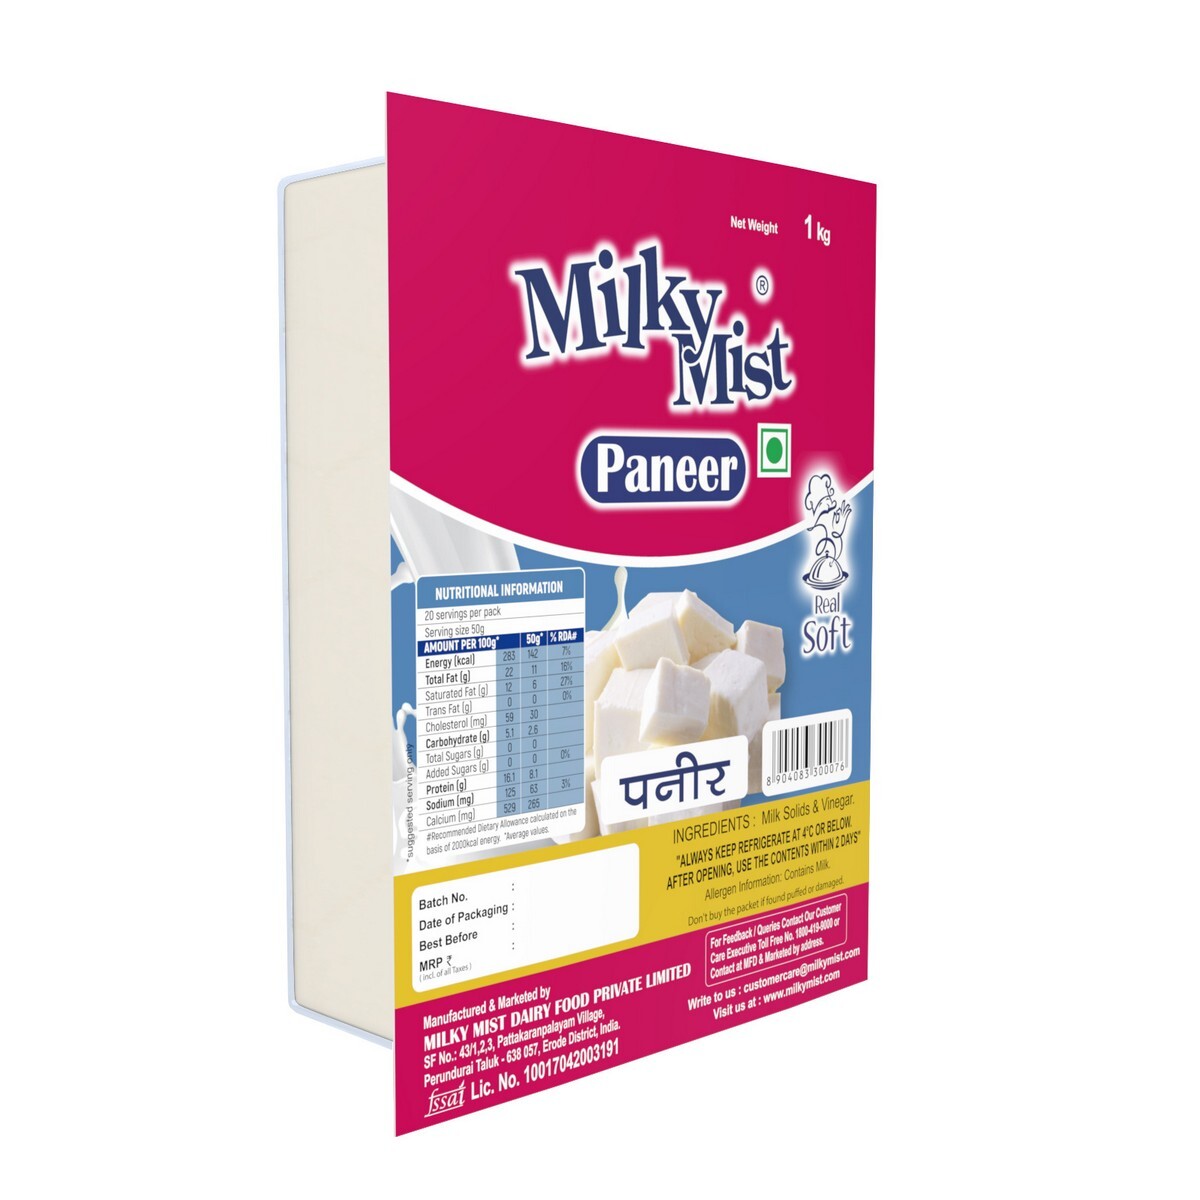 Net Weight 1 kg
Milky ®
Mist
Paneer
Real
Soft
NUTRITIONAL INFORMATION
20 servings per pack
Serving size 50g
AMOUNT PER 100g* 50g* % RDA#
Energy (kcal) 283 142 7%
Total Fat (g) 22 11 16%
Saturated Fat (g) 12 6 27%
Trans Fat (g) 0 0 0%
Cholesterol (mg) 59 30
Carbohydrate (g) 5.1 2.6
Total Sugars (g) 0 0
Added Sugars (g) 0 0 0%
Protein (g) 16.1 8.1
Sodium (mg) 125 63 3%
Calcium (mg) 529 265
#Recommended Dietary Allowance calculated on the
basis of 2000kcal energy. *Average values.
*suggested serving only
पनीर
8 904083 300076
INGREDIENTS : Milk Solids & Vinegar.
"ALWAYS KEEP REFRIGERATE AT 4°C OR BELOW.
AFTER OPENING, USE THE CONTENTS WITHIN 2 DAYS"
Allergen Information: Contains Milk.
Don't buy the packet if found puffed or damaged.
Batch No. :
Date of Packaging :
Best Before :
MRP ₹ :
( Incl. of all Taxes )
For Feedback / Queries Contact Our Customer
Care Executive Toll Free No. 1800-419-9000 or
Contact at MFD & Marketed by address.
Write to us : customercare@milkymist.com
Visit us at : www.milkymist.com
Manufactured & Marketed by
MILKY MIST DAIRY FOOD PRIVATE LIMITED
SF No.: 43/1,2,3, Pattakaranpalayam Village,
Perundurai Taluk - 638 057, Erode District, India.
fssai Lic. No. 10017042003191